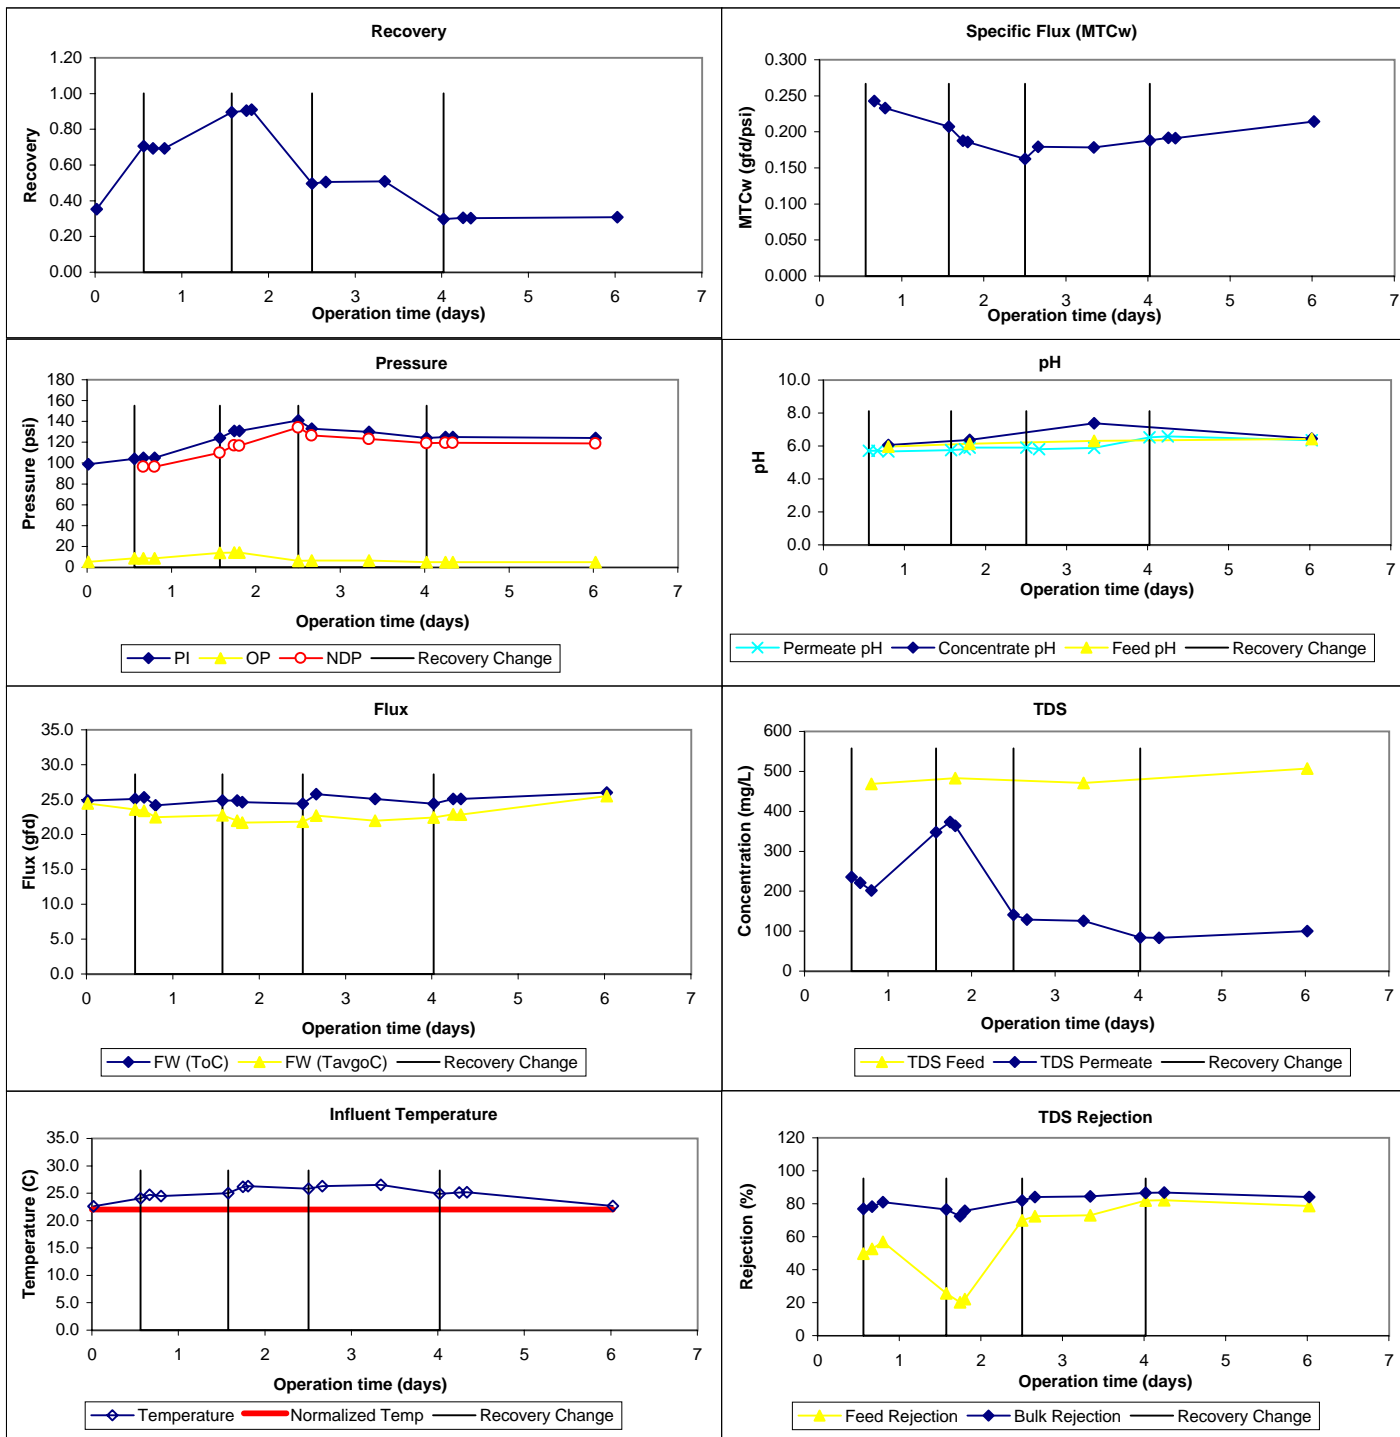 Recovery
1.20
1.00
0.80
0.60
0.40
0.20
0.00
Recovery
0 1 2 3 4 5 6 7
Operation time (days)
Specific Flux (MTCw)
0.300
0.250
0.200
0.150
0.100
0.050
0.000
MTCw (gfd/psi)
0 1 2 3 4 5 6 7
Operation time (days)
Pressure
180
160
140
120
100
80
60
40
20
0
Pressure (psi)
0 1 2 3 4 5 6 7
Operation time (days)
PI OP NDP Recovery Change
pH
10.0
8.0
6.0
4.0
2.0
0.0
pH
0 1 2 3 4 5 6 7
Operation time (days)
Permeate pH Concentrate pH Feed pH Recovery Change
Flux
35.0
30.0
25.0
20.0
15.0
10.0
5.0
0.0
Flux (gfd)
0 1 2 3 4 5 6 7
Operation time (days)
FW (ToC) FW (TavgoC) Recovery Change
TDS
600
500
400
300
200
100
0
Concentration (mg/L)
0 1 2 3 4 5 6 7
Operation time (days)
TDS Feed TDS Permeate Recovery Change
Influent Temperature
35.0
30.0
25.0
20.0
15.0
10.0
5.0
0.0
Temperature (C)
0 1 2 3 4 5 6 7
Operation time (days)
Temperature Normalized Temp Recovery Change
TDS Rejection
120
100
80
60
40
20
0
Rejection (%)
0 1 2 3 4 5 6 7
Operation time (days)
Feed Rejection Bulk Rejection Recovery Change